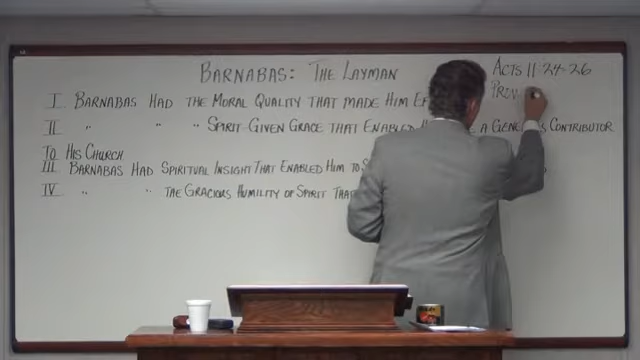 BARNABAS: THE LAYMAN
ACTS 11-24-26
PROV
I BARNABAS HAD THE MORAL QUALITY THAT MADE HIM
II " " " SPIRIT-GIVEN GRACE THAT ENABLED A CONTRIBUTOR
TO HIS CHURCH
III BARNABAS HAD SPIRITUAL INSIGHT THAT ENABLED HIM TO
IV " " THE GRACIOUS HUMILITY OF SPIRIT